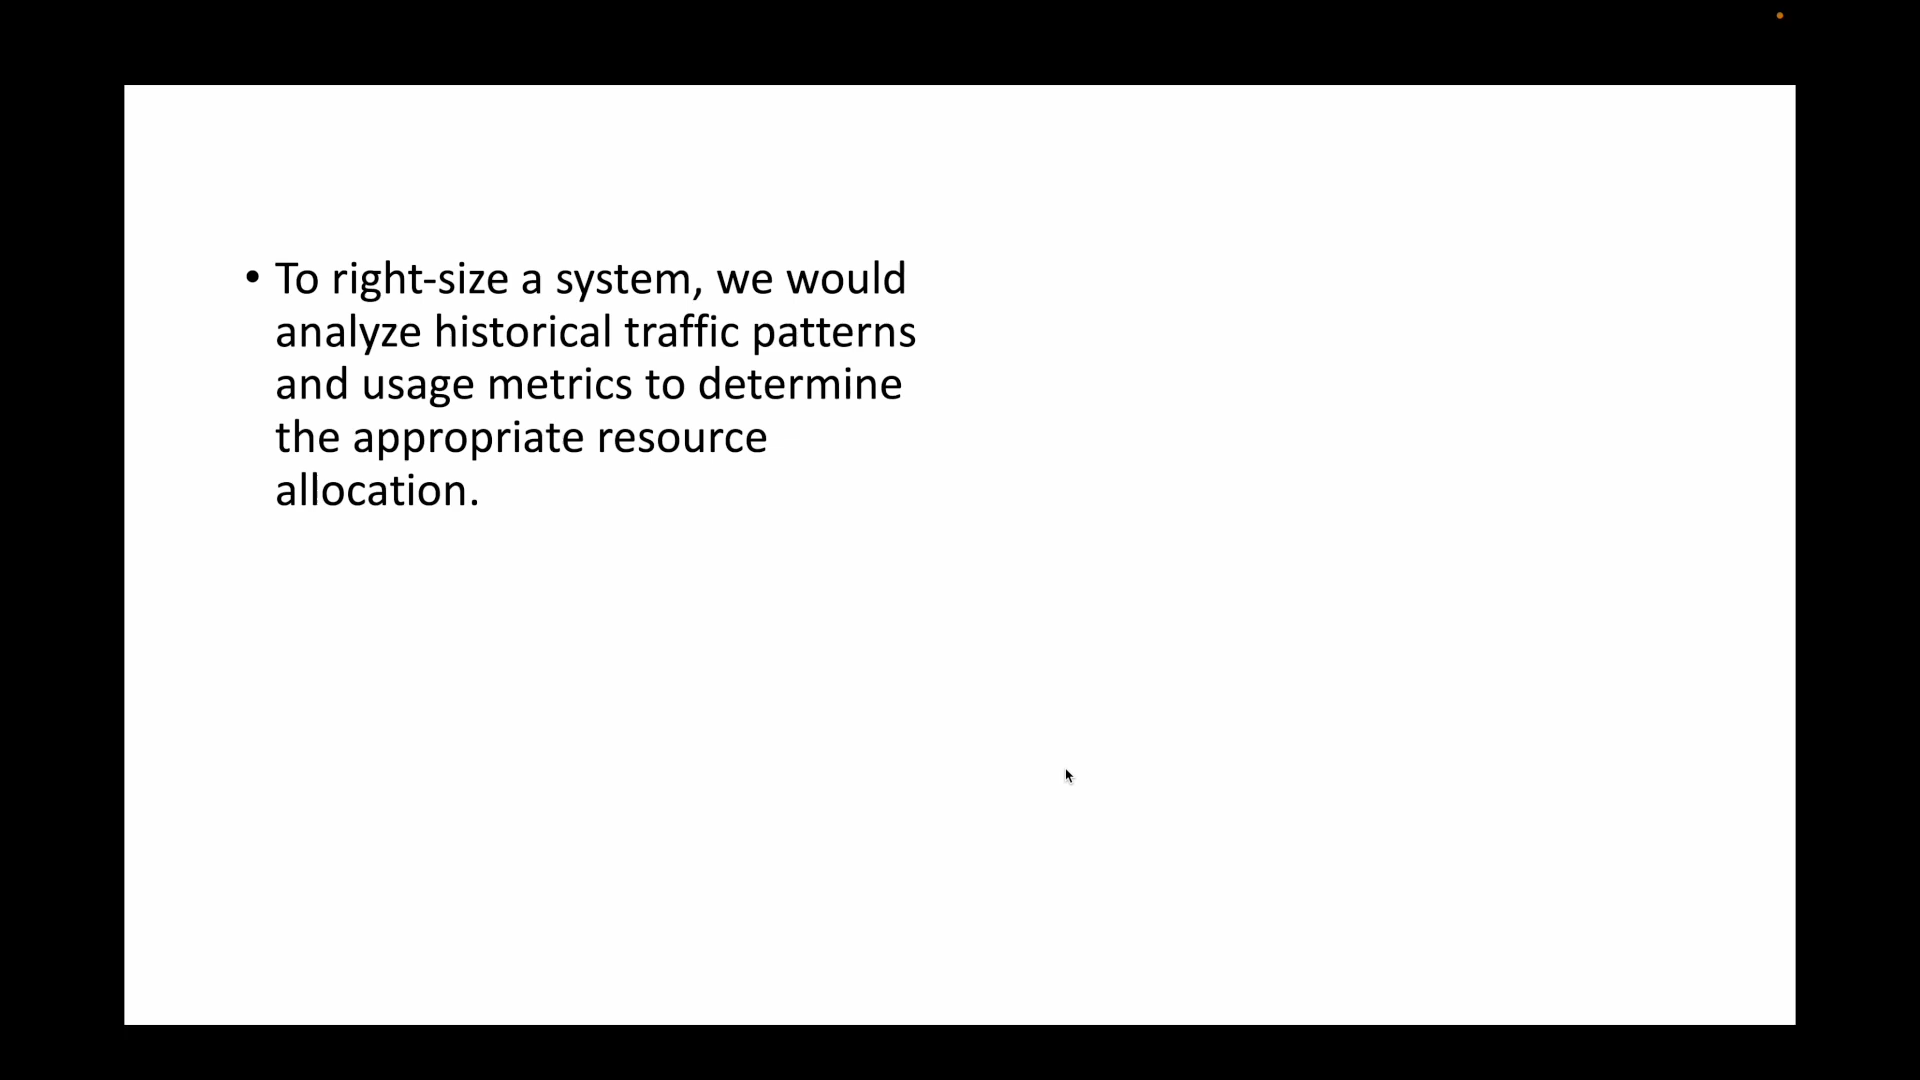 • To right-size a system, we would
analyze historical traffic patterns
and usage metrics to determine
the appropriate resource
allocation.